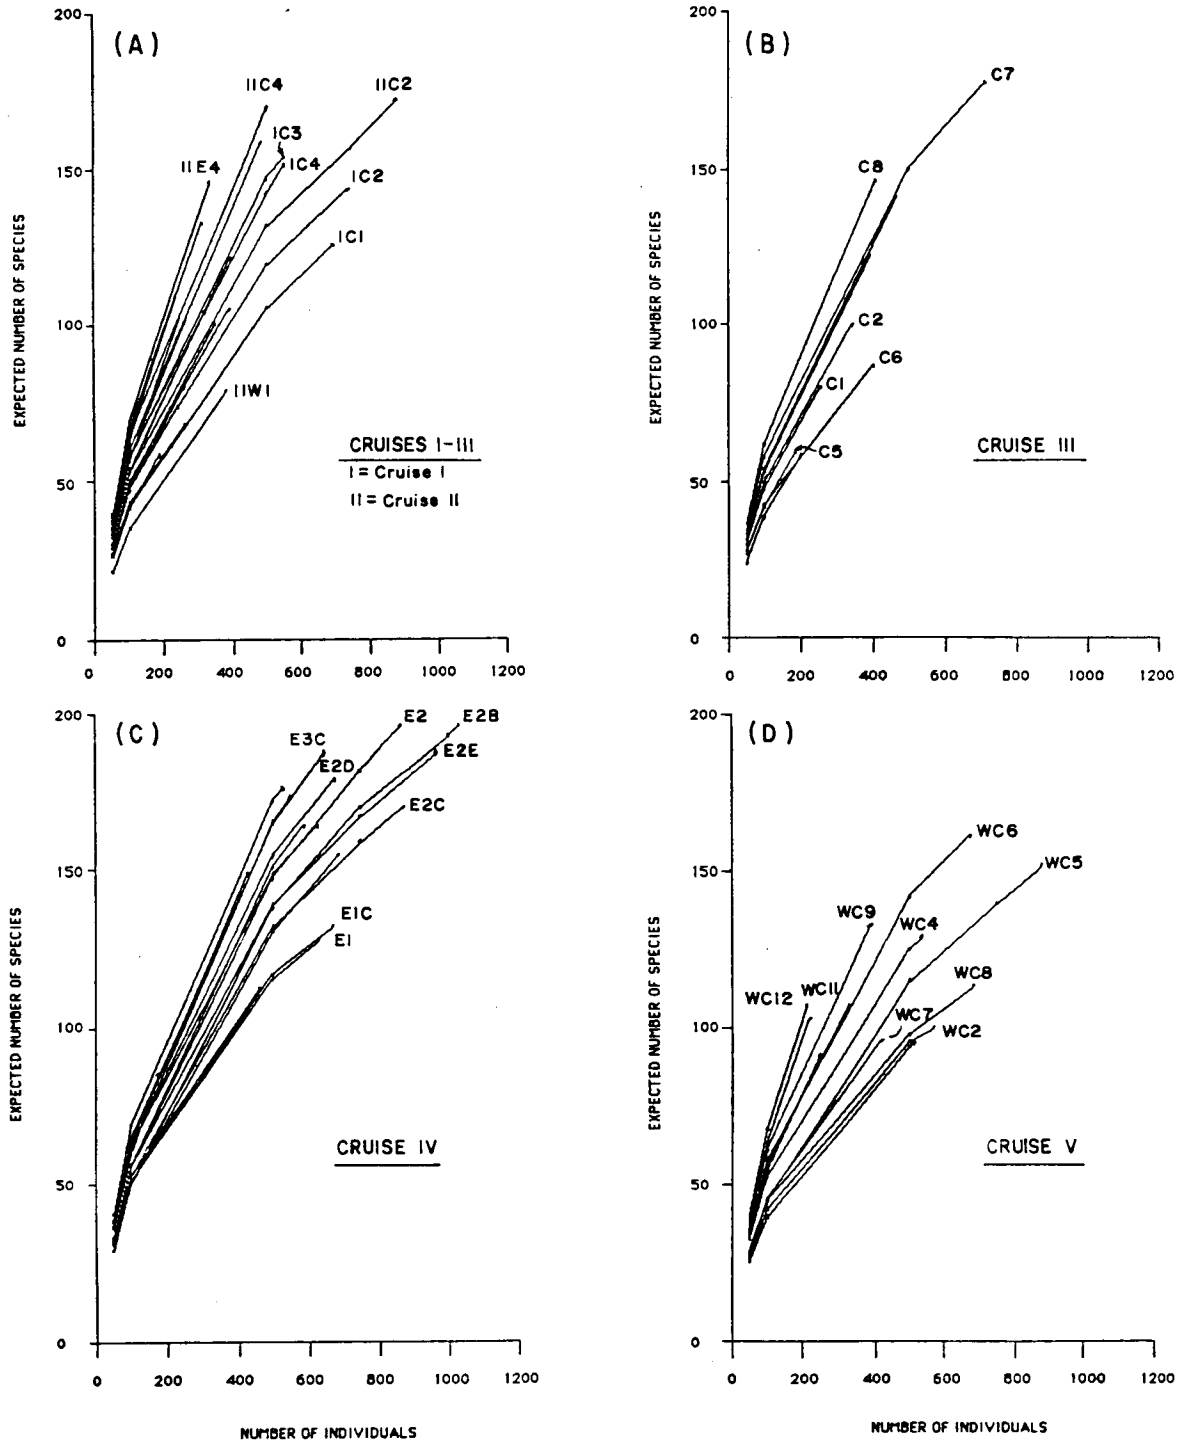 (A)
200
150
100
50
0
EXPECTED NUMBER OF SPECIES
IIC4
IIC2
IC3
IC4
IIE4
IC2
IC1
IIW1
CRUISES I-III
I = Cruise I
II = Cruise II
0 200 400 600 800 1000 1200
(B)
200
150
100
50
0
EXPECTED NUMBER OF SPECIES
C7
C8
C2
C6
C1
C5
CRUISE III
0 200 400 600 800 1000 1200
(C)
200
150
100
50
0
EXPECTED NUMBER OF SPECIES
E2
E2B
E3C
E2E
E2D
E2C
E1C
E1
CRUISE IV
0 200 400 600 800 1000 1200
NUMBER OF INDIVIDUALS
(D)
200
150
100
50
0
EXPECTED NUMBER OF SPECIES
WC6
WC5
WC9
WC4
WC8
WC12
WC11
WC7
WC2
CRUISE V
0 200 400 600 800 1000 1200
NUMBER OF INDIVIDUALS